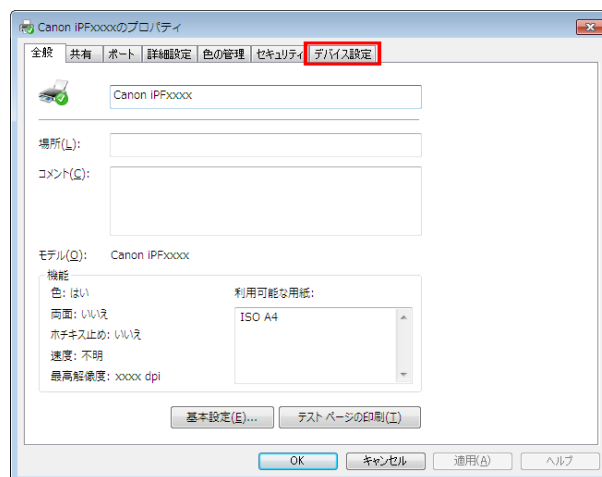 Canon iPFxxxxのプロパティ
全般 共有 ポート 詳細設定 色の管理 セキュリティ デバイス設定
Canon iPFxxxx
場所(L):
コメント(C):
モデル(O): Canon iPFxxxx
機能
色: はい 利用可能な用紙:
両面: いいえ ISO A4
ホチキス止め: いいえ
速度: 不明
最高解像度: xxxx dpi
基本設定(E)... テスト ページの印刷(T)
OK キャンセル 適用(A) ヘルプ